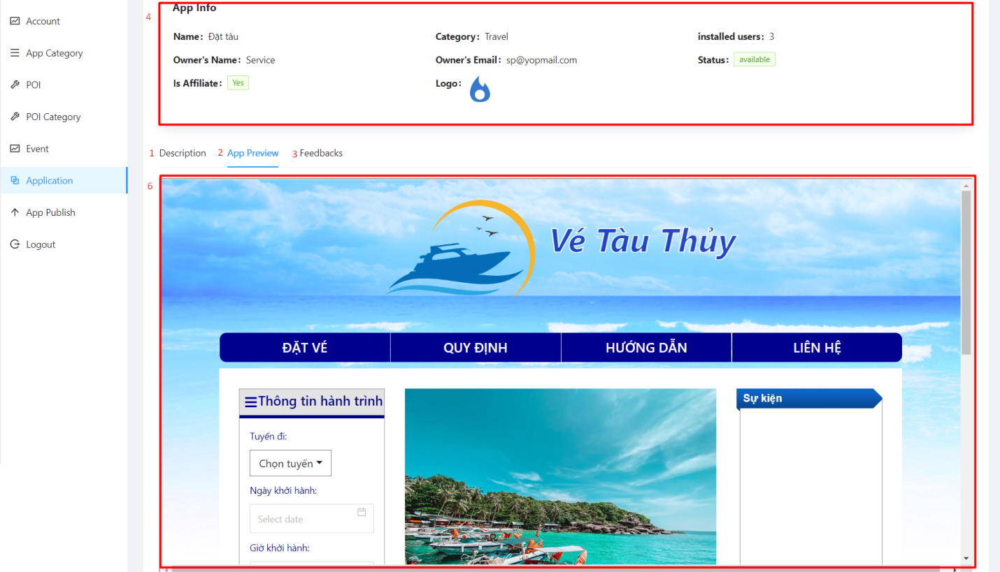 Account
App Category
POI
POI Category
Event
Application
App Publish
Logout
4
App Info
Name: Đặt tàu
Category: Travel
installed users: 3
Owner's Name: Service
Owner's Email: sp@yopmail.com
Status: available
Is Affiliate: Yes
Logo:
1 Description 2 App Preview 3 Feedbacks
6
Vé Tàu Thủy
ĐẶT VÉ QUY ĐỊNH HƯỚNG DẪN LIÊN HỆ
Thông tin hành trình
Tuyến đi:
Chọn tuyến
Ngày khởi hành:
Select date
Giờ khởi hành:
Sự kiện